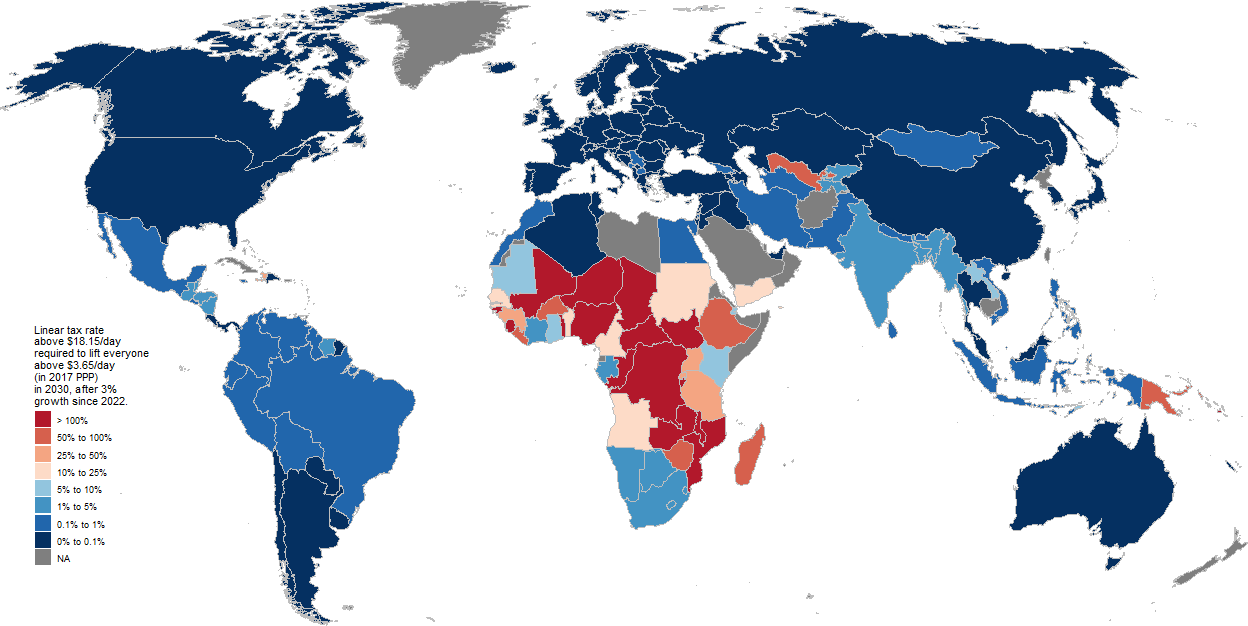 Linear tax rate
above $18.15/day
required to lift everyone
above $3.65/day
(in 2017 PPP)
in 2030, after 3%
growth since 2022.
> 100%
50% to 100%
25% to 50%
10% to 25%
5% to 10%
1% to 5%
0.1% to 1%
0% to 0.1%
NA